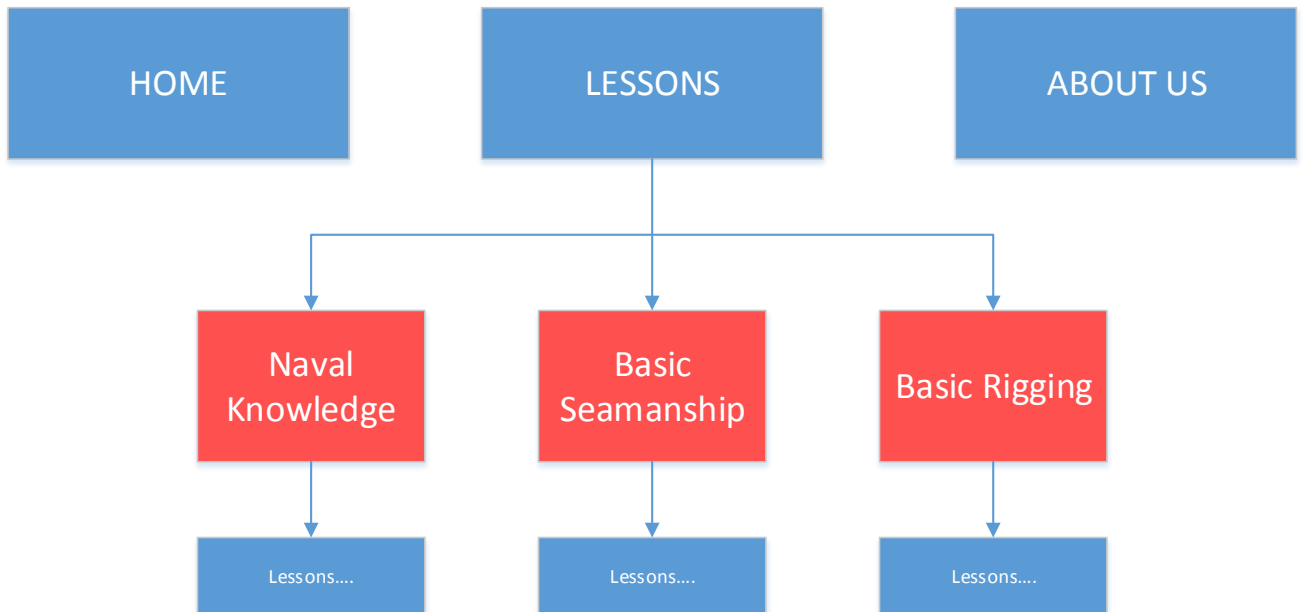 HOME
LESSONS
ABOUT US
Naval
Knowledge
Basic
Seamanship
Basic Rigging
Lessons....
Lessons....
Lessons....